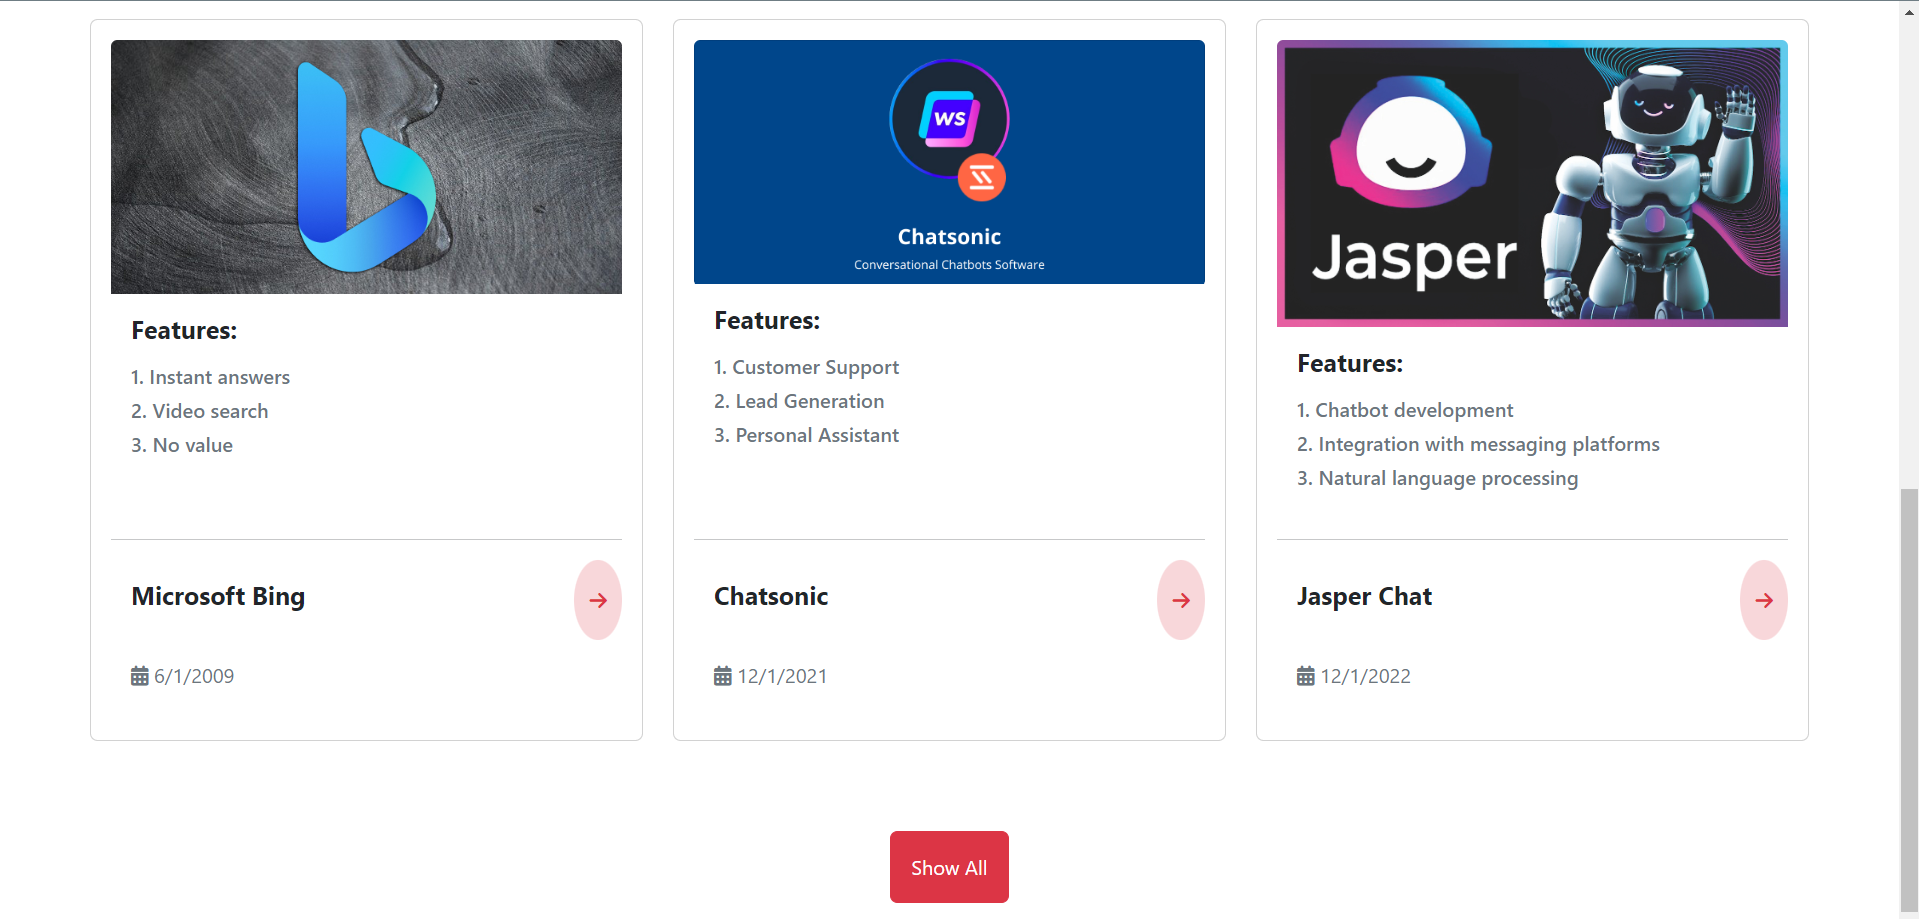 Features:
1. Instant answers
2. Video search
3. No value
Microsoft Bing
6/1/2009
WS
Chatsonic
Conversational Chatbots Software
Features:
1. Customer Support
2. Lead Generation
3. Personal Assistant
Chatsonic
12/1/2021
Jasper
Features:
1. Chatbot development
2. Integration with messaging platforms
3. Natural language processing
Jasper Chat
12/1/2022
Show All